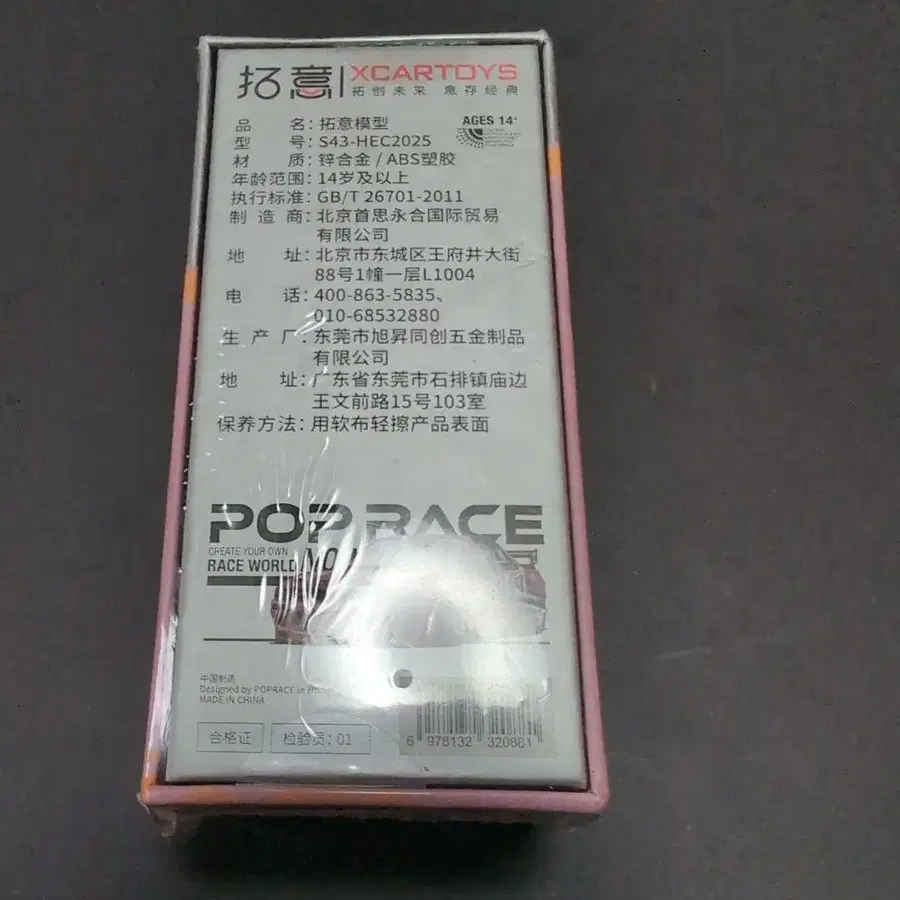 拓意 XCARTOYS
拓创未来 意存经典
AGES 14+
品 名：拓意模型
型 号：S43-HEC2025
材 质：锌合金 / ABS塑胶
年龄范围：14岁及以上
执行标准：GB/T 26701-2011
制 造 商：北京首思永合国际贸易
有限公司
地 址：北京市东城区王府井大街
88号1幢一层L1004
电 话：400-863-5835、
010-68532880
生 产 厂：东莞市旭昇同创五金制品
有限公司
地 址：广东省东莞市石排镇庙边
王文前路15号103室
保养方法：用软布轻擦产品表面
POP RACE
CREATE YOUR OWN
RACE WORLD
中国制造
Designed by POPRACE in
MADE IN CHINA
合格证
检验员：01
6 978132 320881